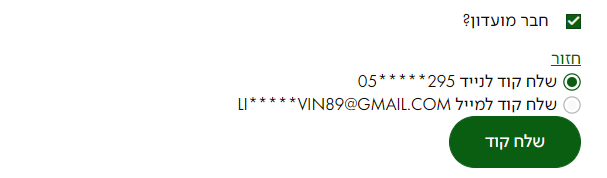 חבר מועדון?
חזור
שלח קוד לנייד 05*****295
שלח קוד למייל LI*****VIN89@GMAIL.COM
שלח קוד